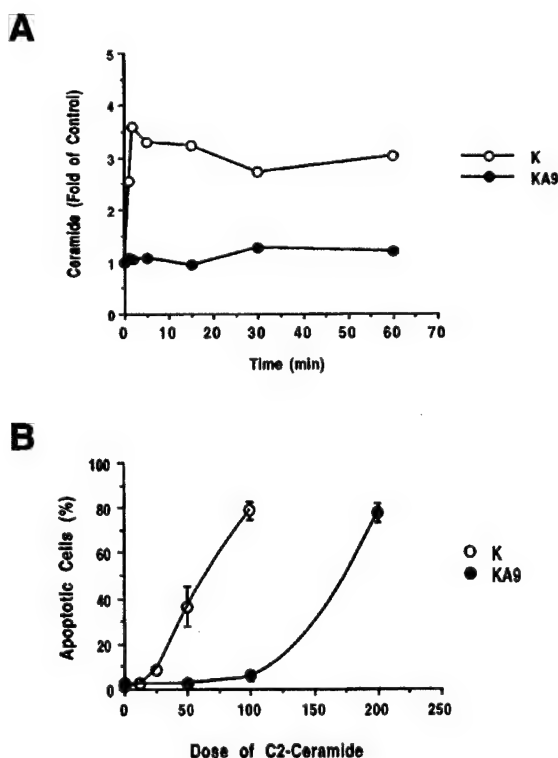 A
Ceramide (Fold of Control)
5
4
3
2
1
0
0 10 20 30 40 50 60 70
Time (min)
K
KA9
B
Apoptotic Cells (%)
100
80
60
40
20
0
0 50 100 150 200 250
Dose of C2-Ceramide
K
KA9